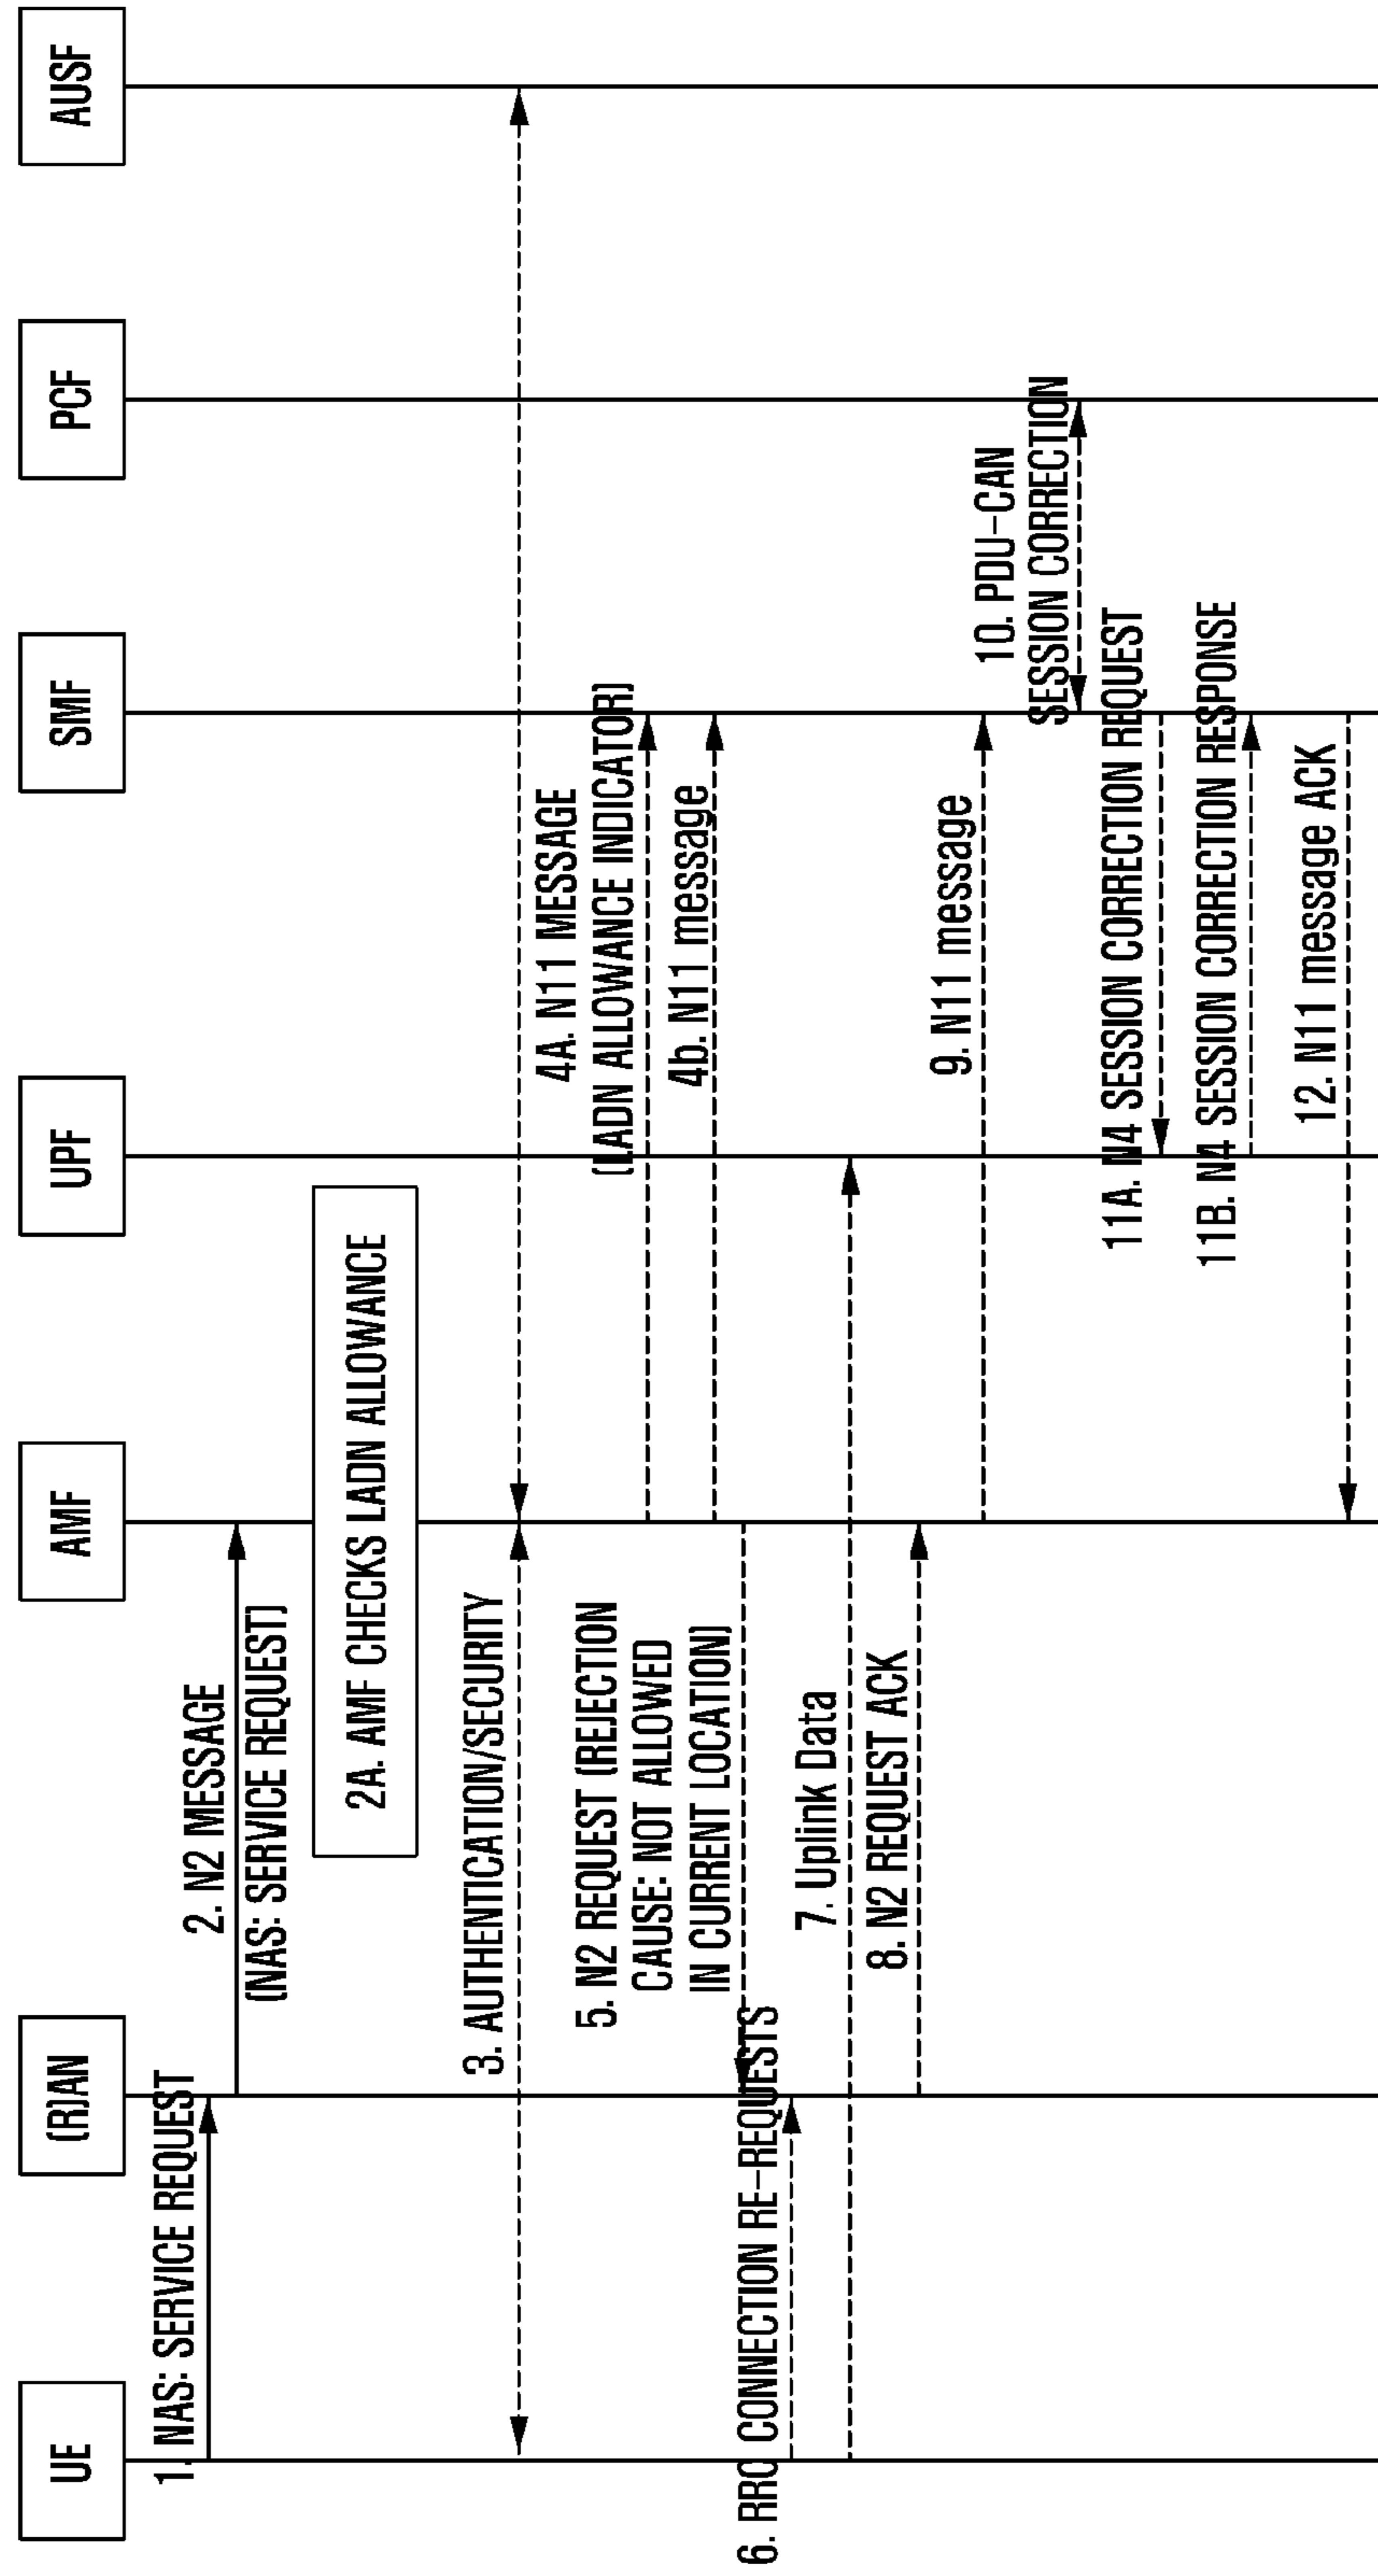 UE
(R)AN
AMF
UPF
SMF
PCF
AUSF
1. NAS: SERVICE REQUEST
2. N2 MESSAGE
(NAS: SERVICE REQUEST)
2A. AMF CHECKS LADN ALLOWANCE
3. AUTHENTICATION/SECURITY
4A. N11 MESSAGE
(LADN ALLOWANCE INDICATOR)
4b. N11 message
5. N2 REQUEST (REJECTION
CAUSE: NOT ALLOWED
IN CURRENT LOCATION)
6. RRC CONNECTION RE-REQUESTS
7. Uplink Data
8. N2 REQUEST ACK
9. N11 message
10. PDU-CAN
SESSION CORRECTION
11A. N4 SESSION CORRECTION REQUEST
11B. N4 SESSION CORRECTION RESPONSE
12. N11 message ACK